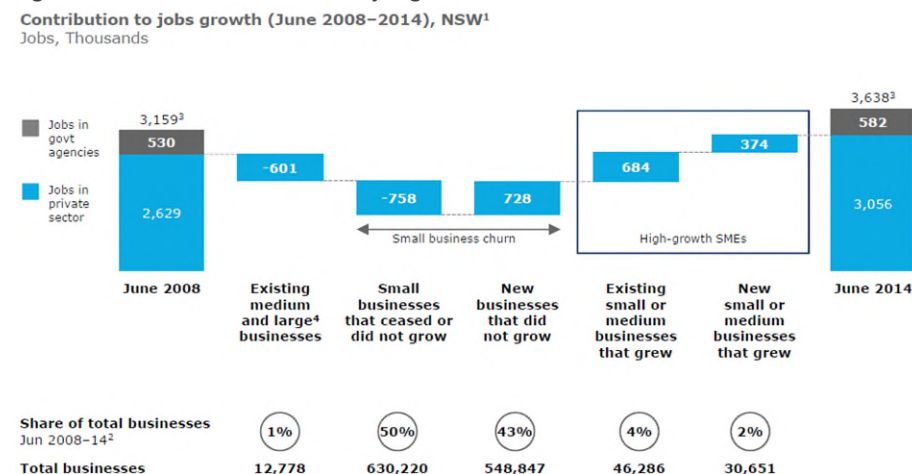 Contribution to jobs growth (June 2008–2014), NSW¹
Jobs, Thousands
Jobs in
govt
agencies
Jobs in
private
sector
3,159³
530
2,629
-601
-758
728
684
374
3,638³
582
3,056
Small business churn
High-growth SMEs
June 2008
Existing
medium
and large⁴
businesses
Small
businesses
that ceased or
did not grow
New
businesses
that did
not grow
Existing
small or
medium
businesses
that grew
New
small or
medium
businesses
that grew
June 2014
Share of total businesses
Jun 2008–14²
1%
50%
43%
4%
2%
Total businesses
12,778
630,220
548,847
46,286
30,651